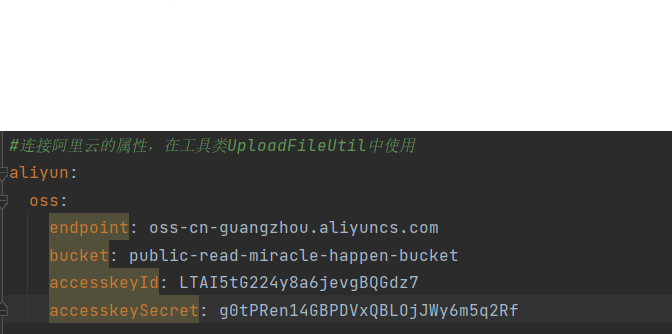 #连接阿里云的属性，在工具类UploadFileUtil中使用
aliyun:
oss:
endpoint: oss-cn-guangzhou.aliyuncs.com
bucket: public-read-miracle-happen-bucket
accesskeyId: LTAI5tG224y8a6jevgBQGdz7
accesskeySecret: g0tPRen14GBPDVxQBLOjJWy6m5q2Rf